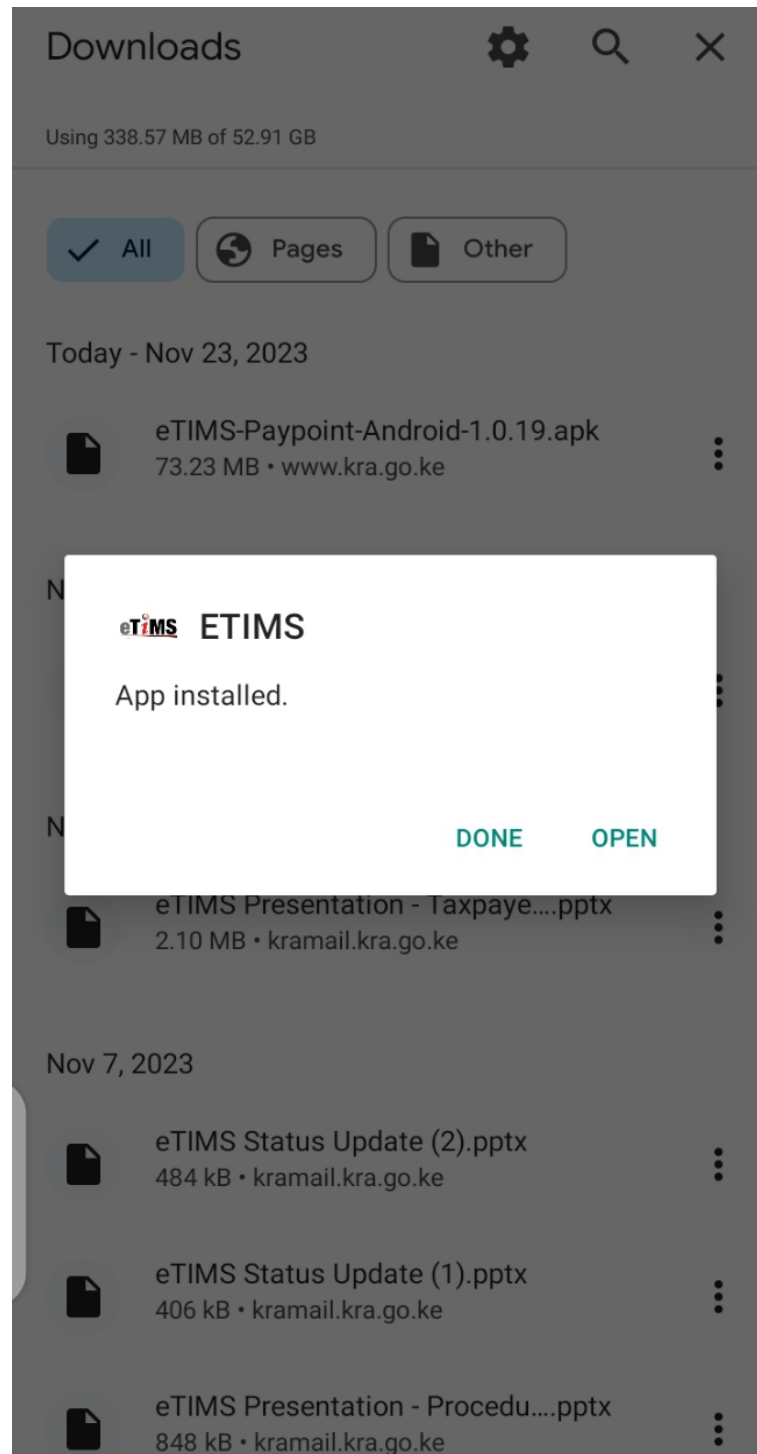 Downloads
Using 338.57 MB of 52.91 GB
All
Pages
Other
Today - Nov 23, 2023
eTIMS-Paypoint-Android-1.0.19.apk
73.23 MB • www.kra.go.ke
N
eTiMS ETIMS
App installed.
N
DONE OPEN
eTIMS Presentation - Taxpaye....pptx
2.10 MB • kramail.kra.go.ke
Nov 7, 2023
eTIMS Status Update (2).pptx
484 kB • kramail.kra.go.ke
eTIMS Status Update (1).pptx
406 kB • kramail.kra.go.ke
eTIMS Presentation - Procedu....pptx
848 kB • kramail.kra.go.ke